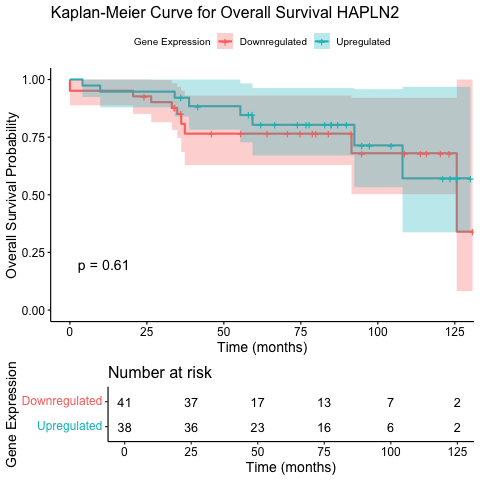 Kaplan-Meier Curve for Overall Survival HAPLN2
Gene Expression Downregulated Upregulated
Overall Survival Probability
1.00
0.75
0.50
0.25
0.00
p = 0.61
0 25 50 75 100 125
Time (months)
Number at risk
Gene Expression
Downregulated 41 37 17 13 7 2
Upregulated 38 36 23 16 6 2
0 25 50 75 100 125
Time (months)